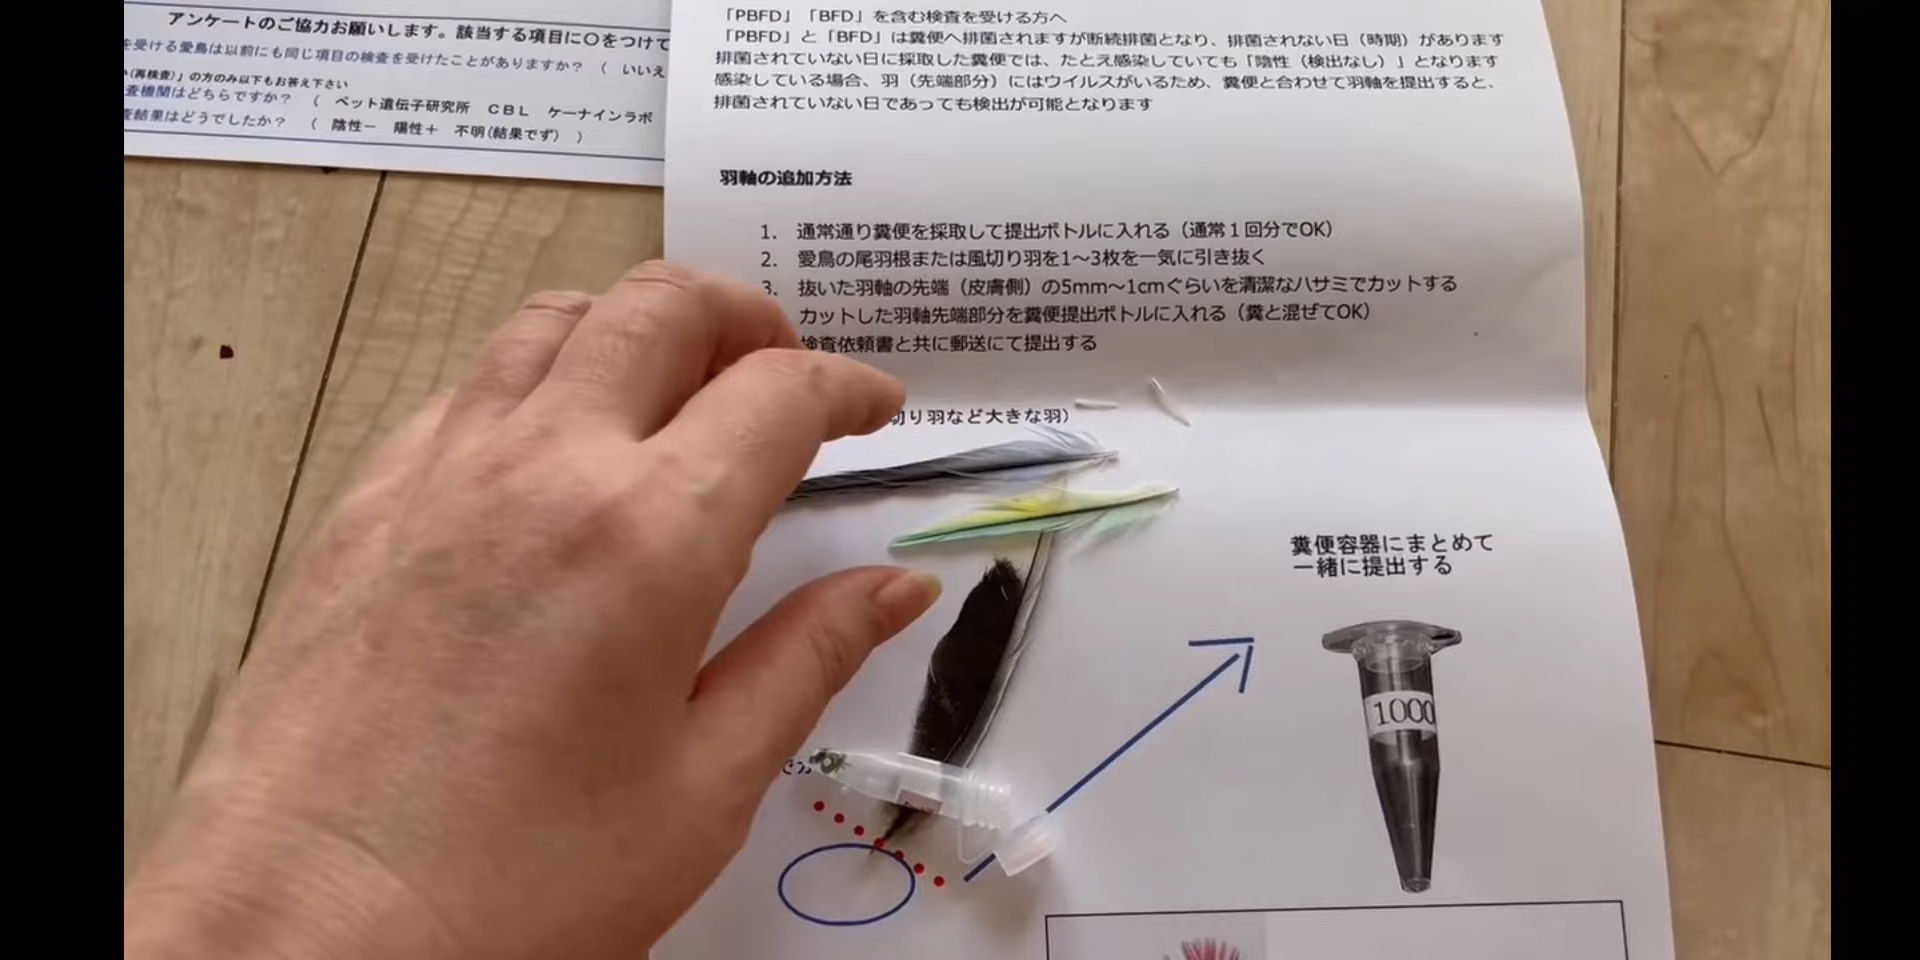 アンケートのご協力お願いします。該当する項目に〇をつけて
を受ける愛鳥は以前にも同じ項目の検査を受けたことがありますか？ （ いいえ
（再検査）」の方のみ以下もお答え下さい
査機関はどちらですか？ （ ペット遺伝子研究所 CBL ケーナインラボ
査結果はどうでしたか？ （ 陰性－ 陽性＋ 不明(結果でず) ）
「PBFD」「BFD」を含む検査を受ける方へ
「PBFD」と「BFD」は糞便へ排菌されますが断続排菌となり、排菌されない日（時期）があります
排菌されていない日に採取した糞便では、たとえ感染していても「陰性（検出なし）」となります
感染している場合、羽（先端部分）にはウイルスがいるため、糞便と合わせて羽軸を提出すると、
排菌されていない日であっても検出が可能となります
羽軸の追加方法
1. 通常通り糞便を採取して提出ボトルに入れる（通常１回分でOK）
2. 愛鳥の尾羽根または風切り羽を1～3枚を一気に引き抜く
3. 抜いた羽軸の先端（皮膚側）の5mm～1cmぐらいを清潔なハサミでカットする
カットした羽軸先端部分を糞便提出ボトルに入れる（糞と混ぜてOK）
検査依頼書と共に郵送にて提出する
切り羽など大きな羽）
糞便容器にまとめて
一緒に提出する
1000